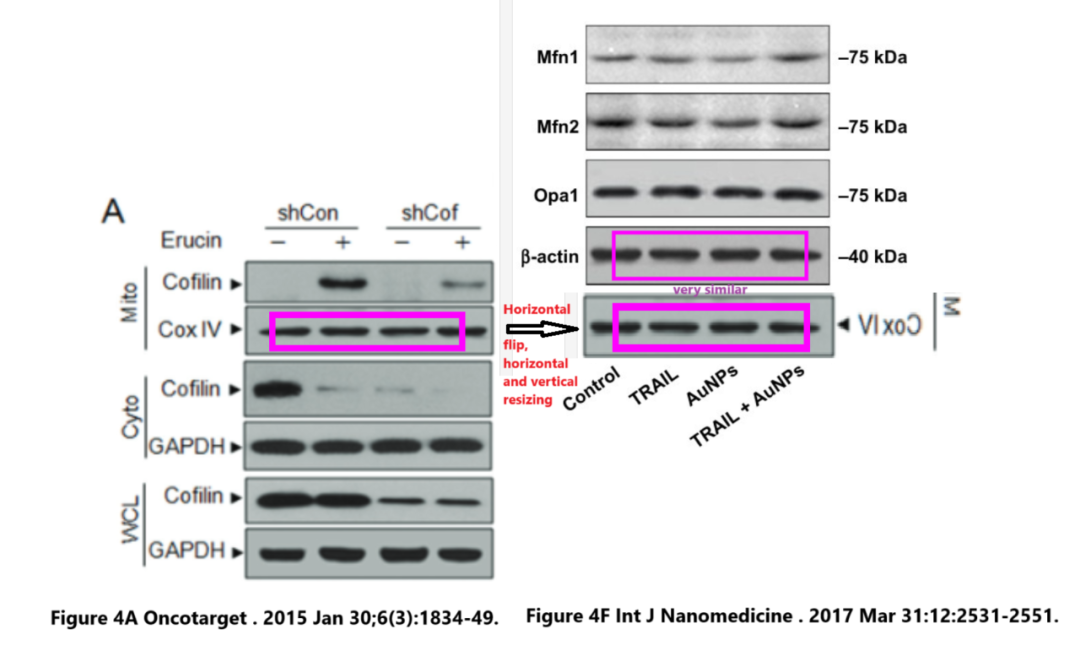 A
shCon shCof
Erucin – + – +
Mito
Cofilin
Cox IV
Cyto
Cofilin
GAPDH
WCL
Cofilin
GAPDH
Figure 4A Oncotarget . 2015 Jan 30;6(3):1834-49.
Horizontal
flip,
horizontal
and vertical
resizing
Mfn1 –75 kDa
Mfn2 –75 kDa
Opa1 –75 kDa
β-actin –40 kDa
very similar
Cox IV
M
Control TRAIL AuNPs TRAIL + AuNPs
Figure 4F Int J Nanomedicine . 2017 Mar 31:12:2531-2551.